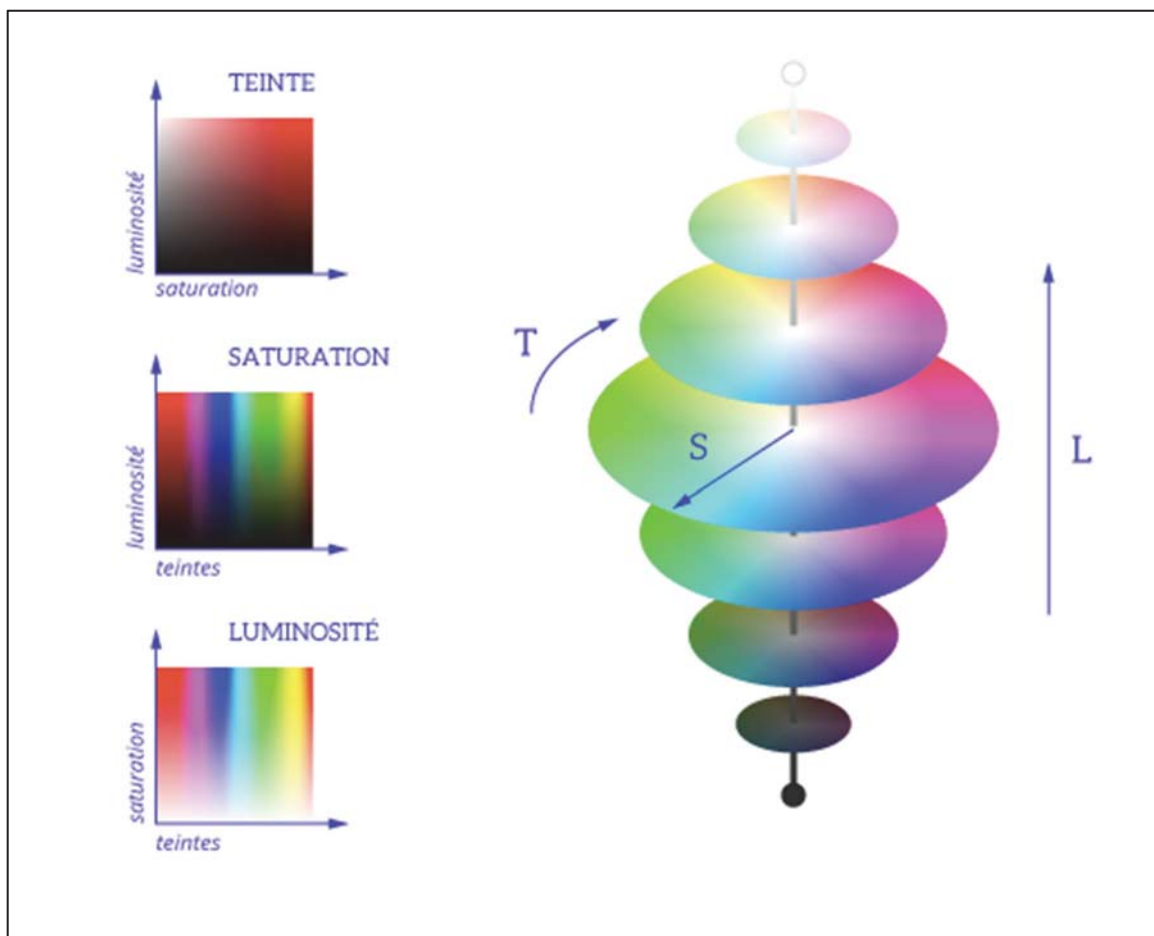 TEINTE
luminosité
saturation
SATURATION
luminosité
teintes
LUMINOSITÉ
saturation
teintes
T
S
L